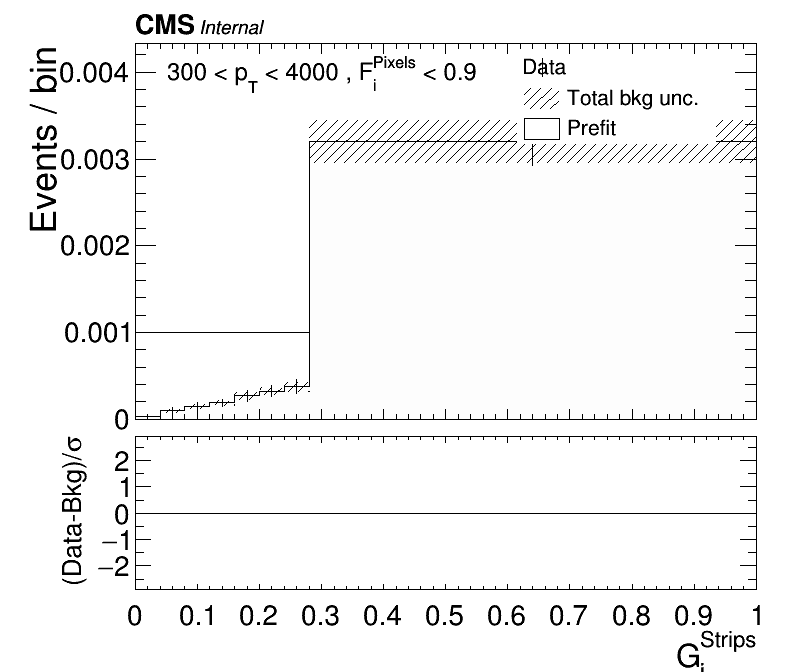 CMS Internal
300 < p_T < 4000 , F_i^Pixels < 0.9
Data
Total bkg unc.
Prefit
Events / bin
0.004
0.003
0.002
0.001
0
(Data-Bkg)/σ
2
1
0
−1
−2
0 0.1 0.2 0.3 0.4 0.5 0.6 0.7 0.8 0.9 1
G_i^Strips